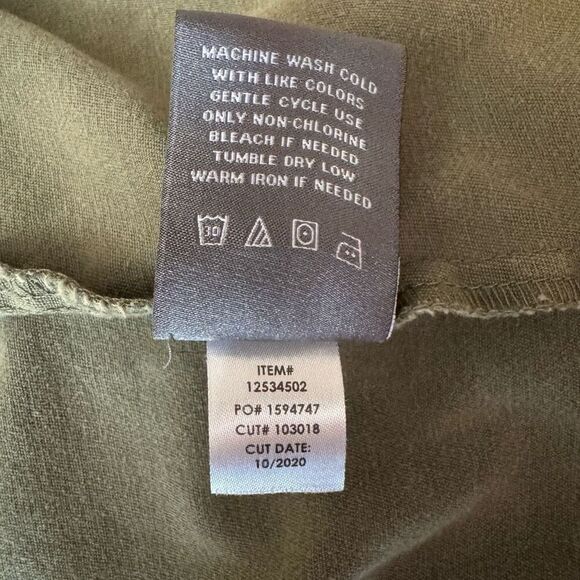 MACHINE WASH COLD
WITH LIKE COLORS
GENTLE CYCLE USE
ONLY NON-CHLORINE
BLEACH IF NEEDED
TUMBLE DRY LOW
WARM IRON IF NEEDED
30
ITEM#
12534502
PO# 1594747
CUT# 103018
CUT DATE:
10/2020